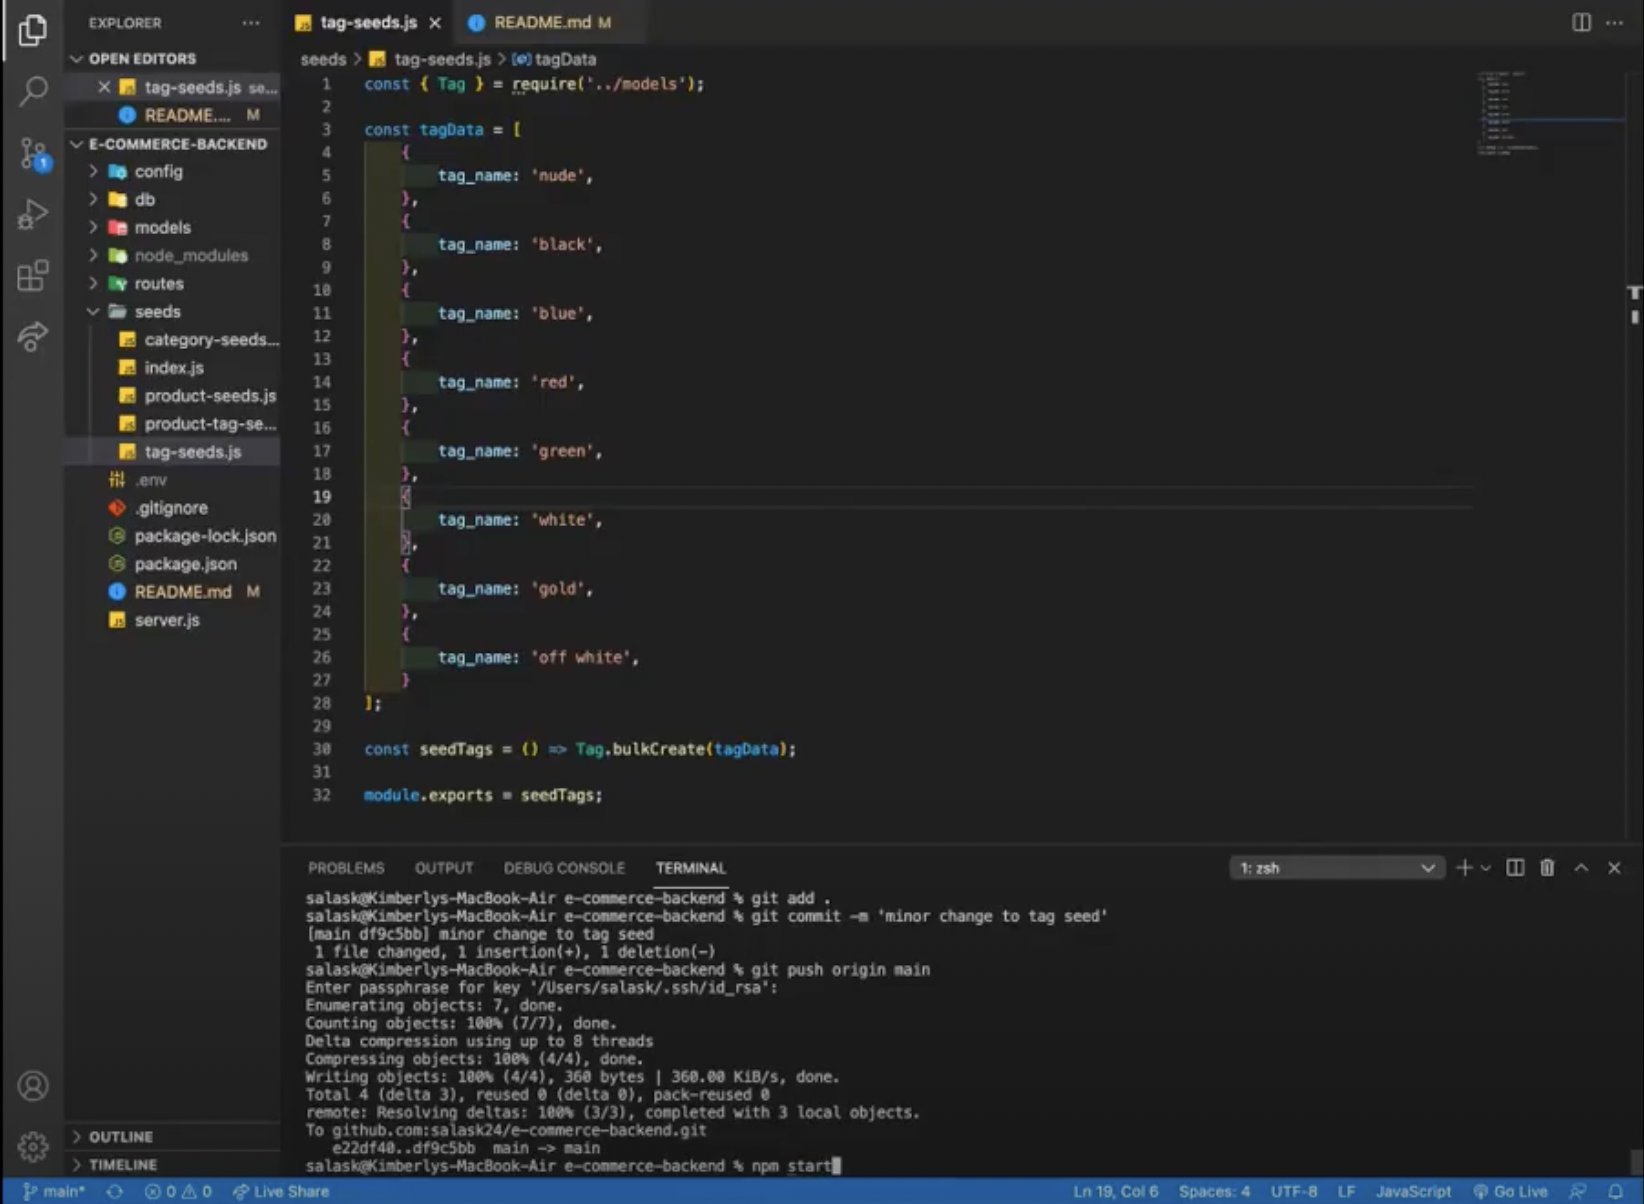 EXPLORER ...
OPEN EDITORS
tag-seeds.js se...
README.... M
E-COMMERCE-BACKEND
config
db
models
node_modules
routes
seeds
category-seeds...
index.js
product-seeds.js
product-tag-se...
tag-seeds.js
.env
.gitignore
package-lock.json
package.json
README.md M
server.js
OUTLINE
TIMELINE
tag-seeds.js README.md M
seeds > tag-seeds.js > tagData
1 const { Tag } = require('../models');
2
3 const tagData = [
4 {
5 tag_name: 'nude',
6 },
7 {
8 tag_name: 'black',
9 },
10 {
11 tag_name: 'blue',
12 },
13 {
14 tag_name: 'red',
15 },
16 {
17 tag_name: 'green',
18 },
19 {
20 tag_name: 'white',
21 },
22 {
23 tag_name: 'gold',
24 },
25 {
26 tag_name: 'off white',
27 }
28 ];
29
30 const seedTags = () => Tag.bulkCreate(tagData);
31
32 module.exports = seedTags;
PROBLEMS OUTPUT DEBUG CONSOLE TERMINAL 1: zsh
salask@Kimberlys-MacBook-Air e-commerce-backend % git add .
salask@Kimberlys-MacBook-Air e-commerce-backend % git commit -m 'minor change to tag seed'
[main df9c5bb] minor change to tag seed
1 file changed, 1 insertion(+), 1 deletion(-)
salask@Kimberlys-MacBook-Air e-commerce-backend % git push origin main
Enter passphrase for key '/Users/salask/.ssh/id_rsa':
Enumerating objects: 7, done.
Counting objects: 100% (7/7), done.
Delta compression using up to 8 threads
Compressing objects: 100% (4/4), done.
Writing objects: 100% (4/4), 360 bytes | 360.00 KiB/s, done.
Total 4 (delta 3), reused 0 (delta 0), pack-reused 0
remote: Resolving deltas: 100% (3/3), completed with 3 local objects.
To github.com:salask24/e-commerce-backend.git
e22df40..df9c5bb main -> main
salask@Kimberlys-MacBook-Air e-commerce-backend % npm start
main* 0 0 Live Share Ln 19, Col 6 Spaces: 4 UTF-8 LF JavaScript Go Live